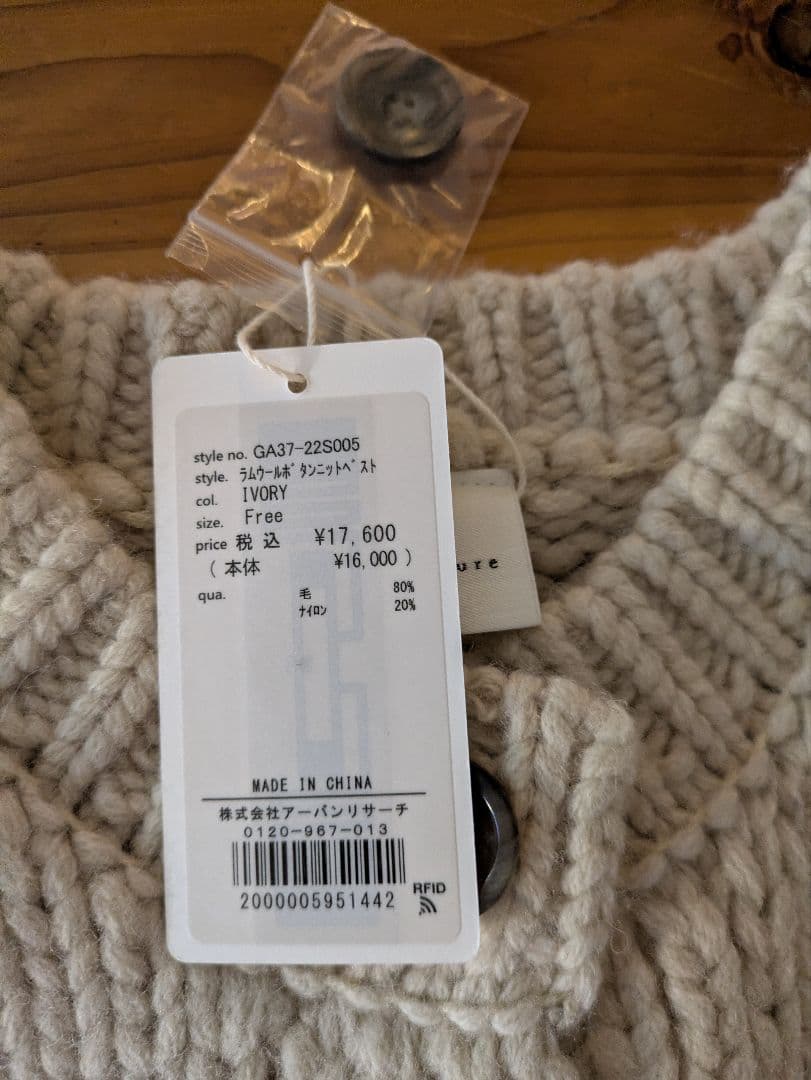 style no. GA37-22S005
style. ﾗﾑｳｰﾙﾎﾞﾀﾝﾆｯﾄﾍﾞｽﾄ
col. IVORY
size. Free
price 税 込 ¥17,600
( 本体 ¥16,000 )
qua. 毛 80%
ﾅｲﾛﾝ 20%
MADE IN CHINA
株式会社アーバンリサーチ
0120-967-013
RFID
2000005951442
ure